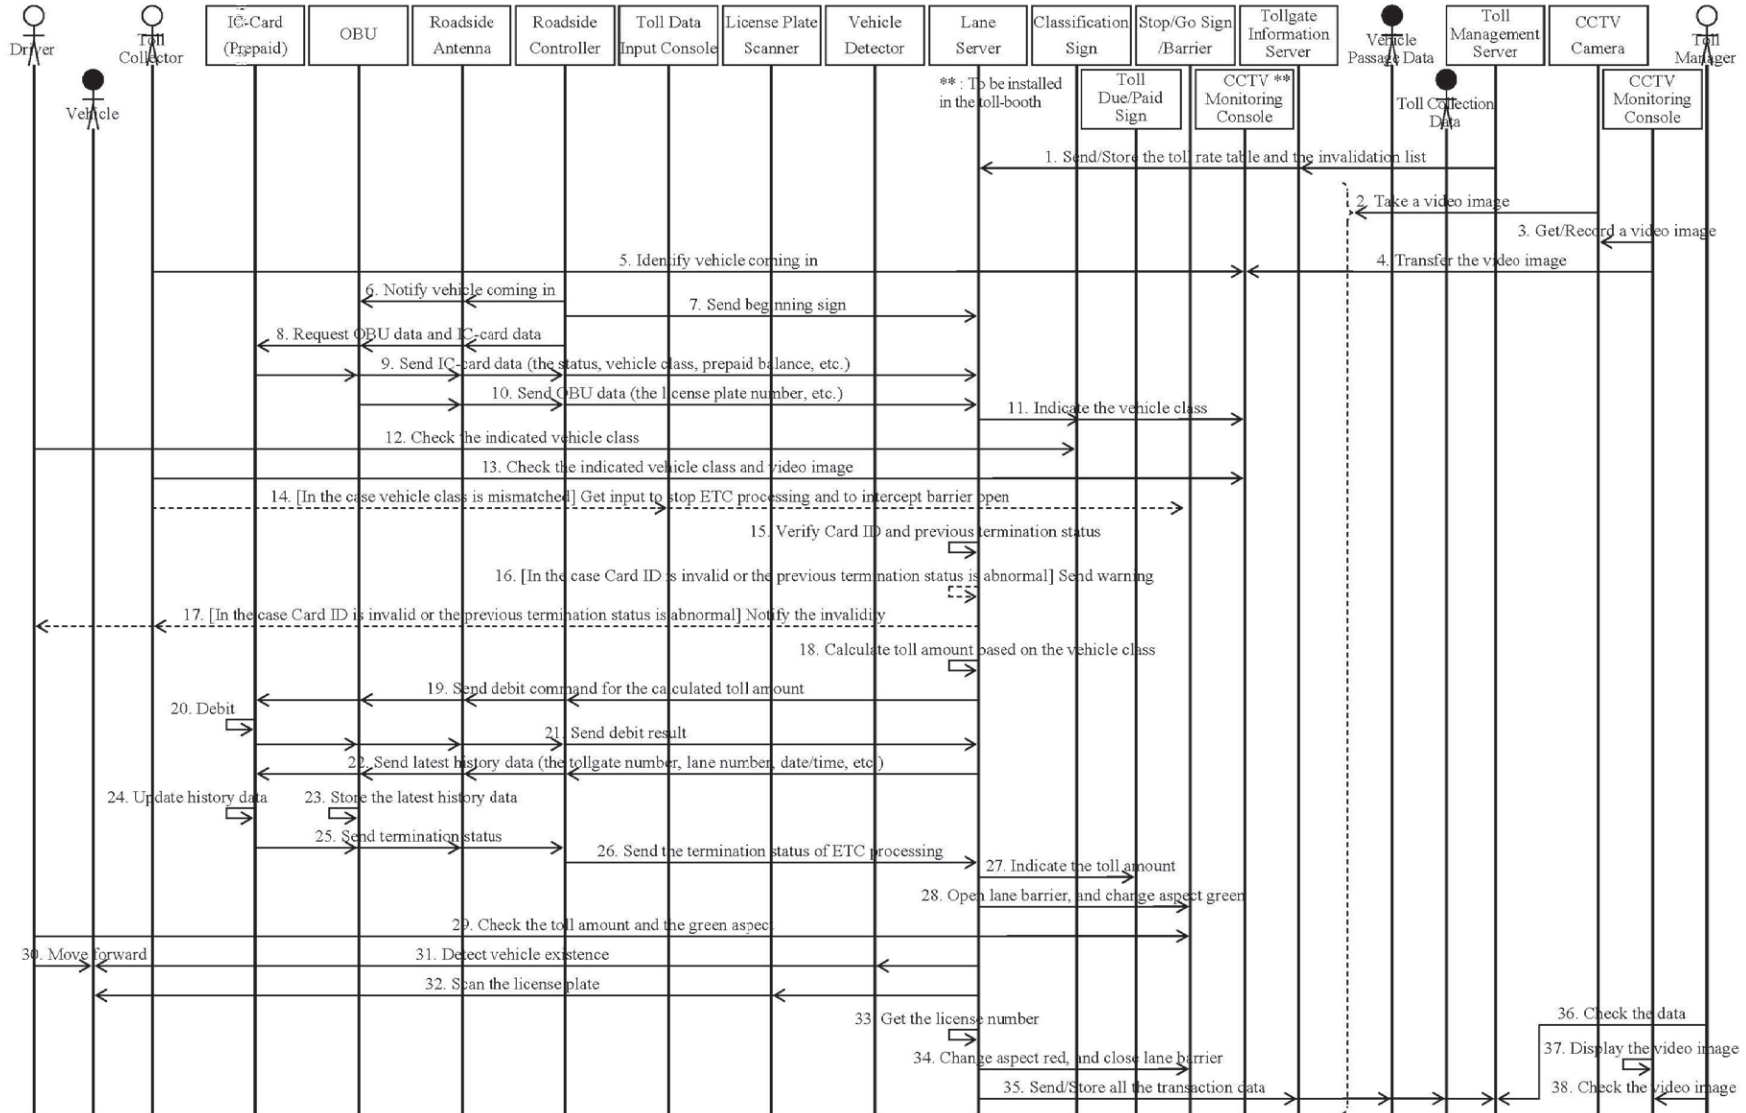 Driver
Toll
Collector
Vehicle
IC-Card
(Prepaid)
OBU
Roadside
Antenna
Roadside
Controller
Toll Data
Input Console
License Plate
Scanner
Vehicle
Detector
Lane
Server
Classification
Sign
Stop/Go Sign
/Barrier
Tollgate
Information
Server
Vehicle
Passage Data
Toll
Management
Server
CCTV
Camera
Toll
Manager
** : To be installed
in the toll-booth
Toll
Due/Paid
Sign
CCTV **
Monitoring
Console
Toll Collection
Data
CCTV
Monitoring
Console
1. Send/Store the toll rate table and the invalidation list
2. Take a video image
3. Get/Record a video image
4. Transfer the video image
5. Identify vehicle coming in
6. Notify vehicle coming in
7. Send beginning sign
8. Request OBU data and IC-card data
9. Send IC-card data (the status, vehicle class, prepaid balance, etc.)
10. Send OBU data (the license plate number, etc.)
11. Indicate the vehicle class
12. Check the indicated vehicle class
13. Check the indicated vehicle class and video image
14. [In the case vehicle class is mismatched] Get input to stop ETC processing and to intercept barrier open
15. Verify Card ID and previous termination status
16. [In the case Card ID is invalid or the previous termination status is abnormal] Send warning
17. [In the case Card ID is invalid or the previous termination status is abnormal] Notify the invalidity
18. Calculate toll amount based on the vehicle class
19. Send debit command for the calculated toll amount
20. Debit
21. Send debit result
22. Send latest history data (the tollgate number, lane number, date/time, etc.)
24. Update history data
23. Store the latest history data
25. Send termination status
26. Send the termination status of ETC processing
27. Indicate the toll amount
28. Open lane barrier, and change aspect green
29. Check the toll amount and the green aspect
30. Move forward
31. Detect vehicle existence
32. Scan the license plate
33. Get the license number
34. Change aspect red, and close lane barrier
35. Send/Store all the transaction data
36. Check the data
37. Display the video image
38. Check the video image